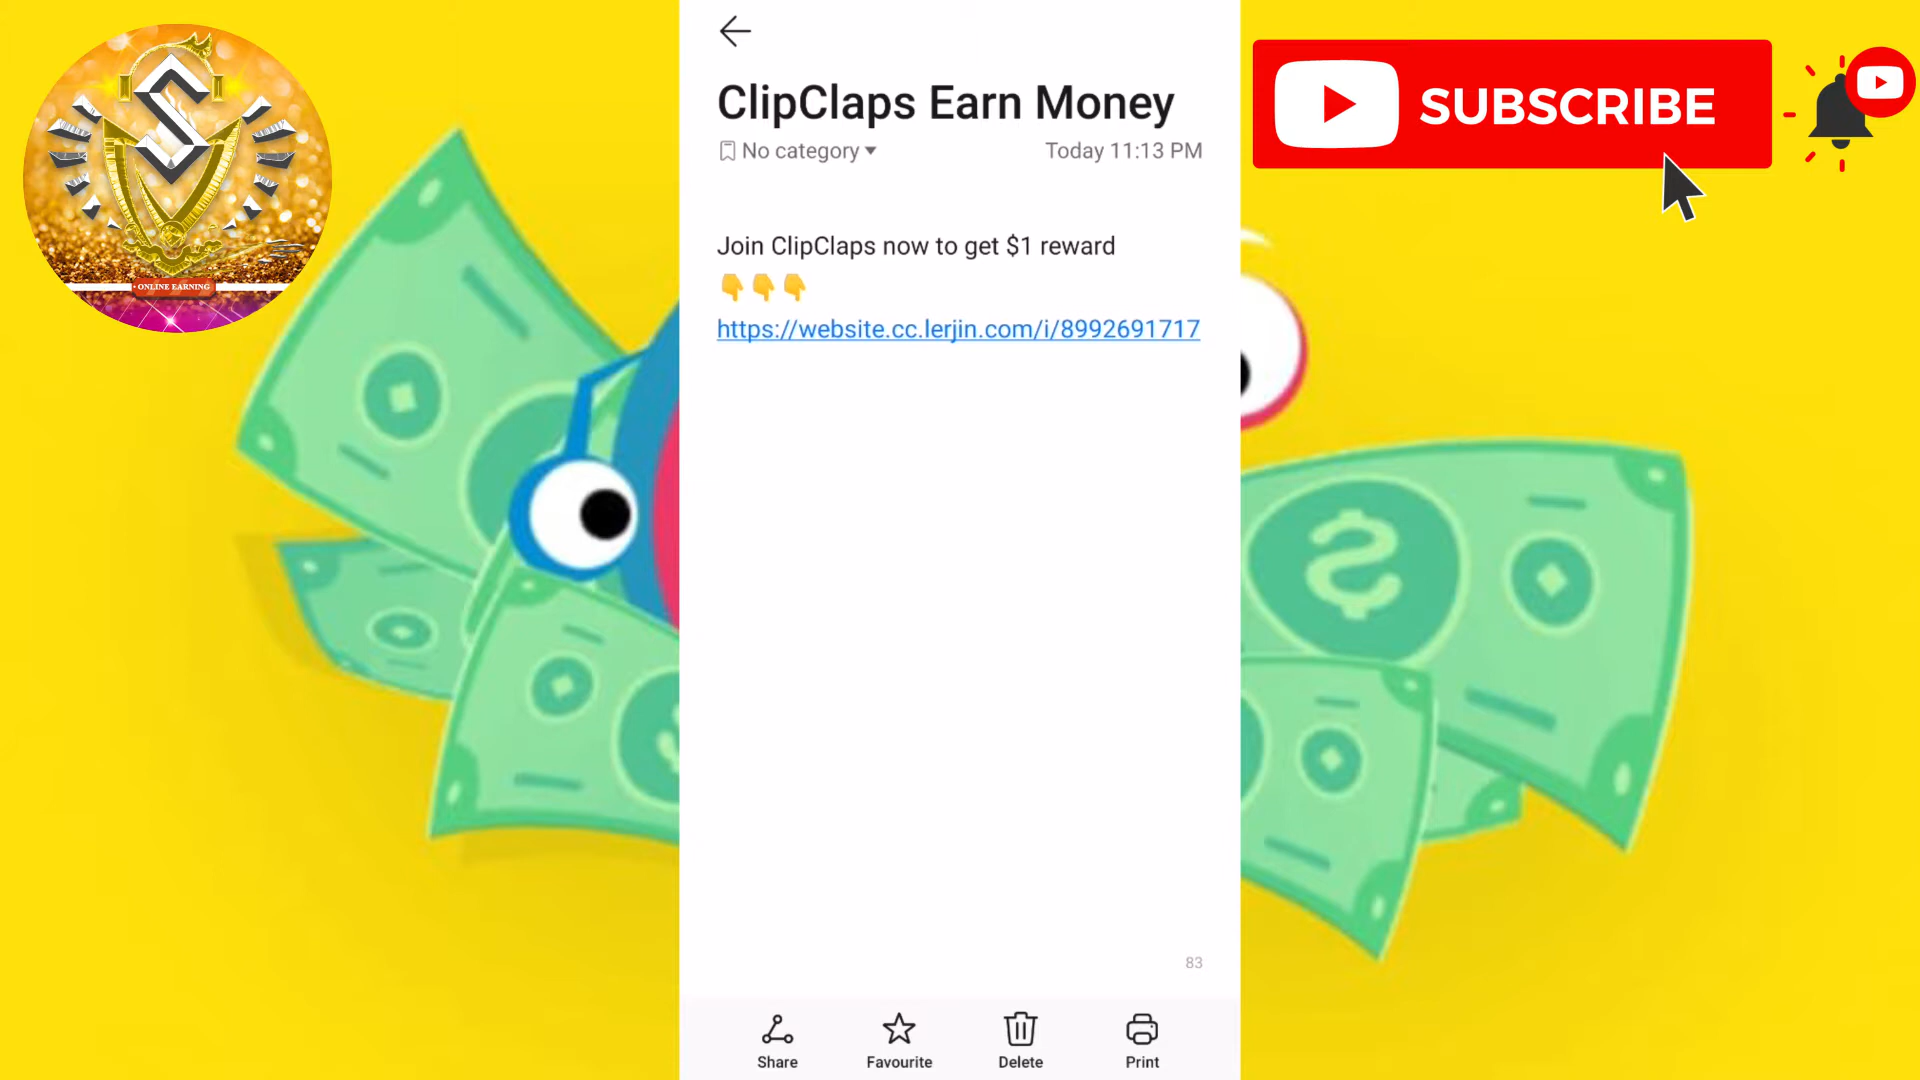 • ONLINE EARNING
ClipClaps Earn Money
No category
Today 11:13 PM
Join ClipClaps now to get $1 reward
👇👇👇
https://website.cc.lerjin.com/i/8992691717
83
Share
Favourite
Delete
Print
SUBSCRIBE